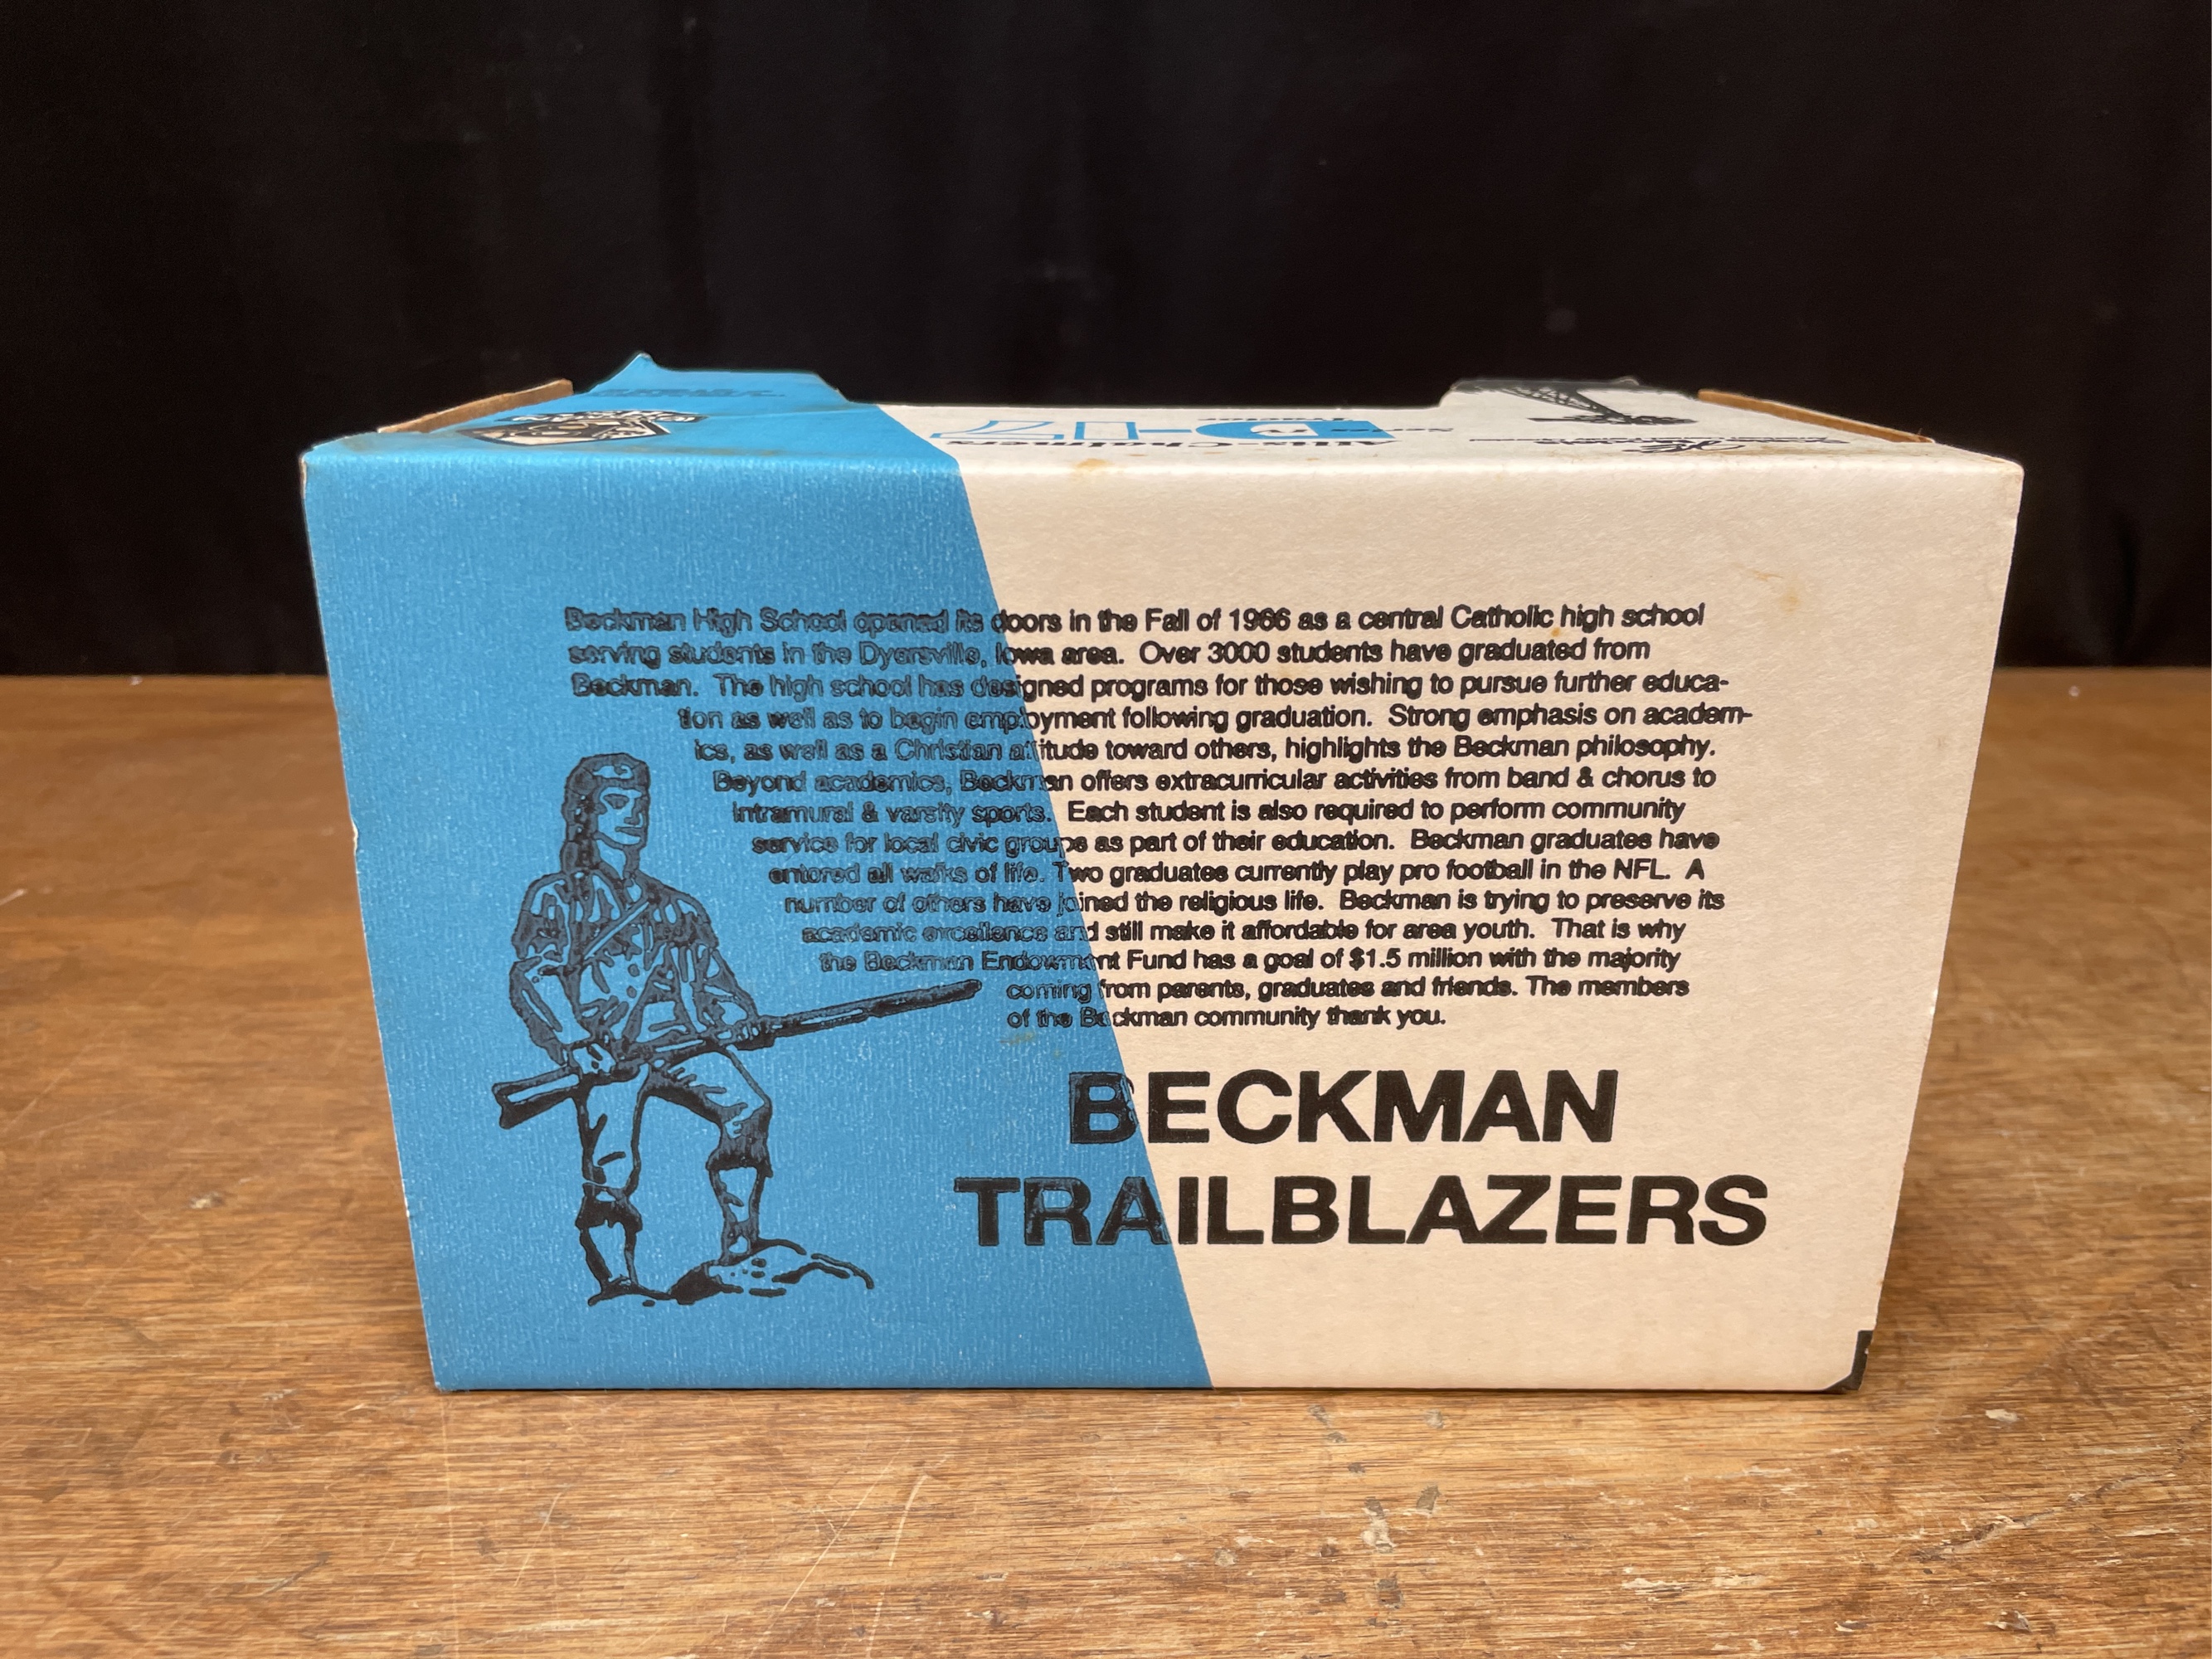 Allis-Chalmers
D-17
Series IV
Tractor
Beckman High School opened its doors in the Fall of 1966 as a central Catholic high school
serving students in the Dyersville, Iowa area. Over 3000 students have graduated from
Beckman. The high school has designed programs for those wishing to pursue further educa-
tion as well as to begin employment following graduation. Strong emphasis on academ-
ics, as well as a Christian attitude toward others, highlights the Beckman philosophy.
Beyond academics, Beckman offers extracurricular activities from band & chorus to
intramural & varsity sports. Each student is also required to perform community
service for local civic groups as part of their education. Beckman graduates have
entered all walks of life. Two graduates currently play pro football in the NFL. A
number of others have joined the religious life. Beckman is trying to preserve its
academic excellence and still make it affordable for area youth. That is why
the Beckman Endowment Fund has a goal of $1.5 million with the majority
coming from parents, graduates and friends. The members
of the Beckman community thank you.
BECKMAN
TRAILBLAZERS